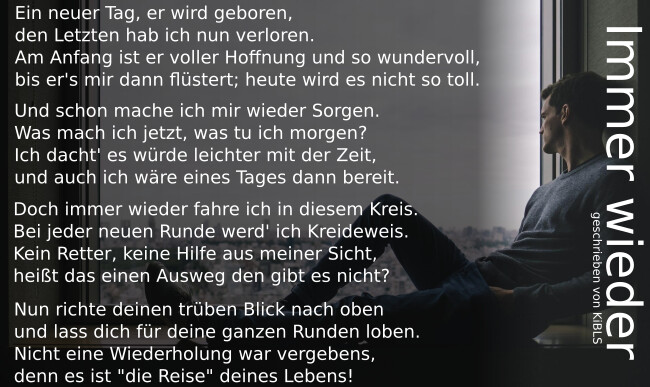 Ein neuer Tag, er wird geboren,
den Letzten hab ich nun verloren.
Am Anfang ist er voller Hoffnung und so wundervoll,
bis er's mir dann flüstert; heute wird es nicht so toll.
Und schon mache ich mir wieder Sorgen.
Was mach ich jetzt, was tu ich morgen?
Ich dacht' es würde leichter mit der Zeit,
und auch ich wäre eines Tages dann bereit.
Doch immer wieder fahre ich in diesem Kreis.
Bei jeder neuen Runde werd' ich Kreideweis.
Kein Retter, keine Hilfe aus meiner Sicht,
heißt das einen Ausweg den gibt es nicht?
Nun richte deinen trüben Blick nach oben
und lass dich für deine ganzen Runden loben.
Nicht eine Wiederholung war vergebens,
denn es ist "die Reise" deines Lebens!
Immer wieder
geschrieben von KiBLS